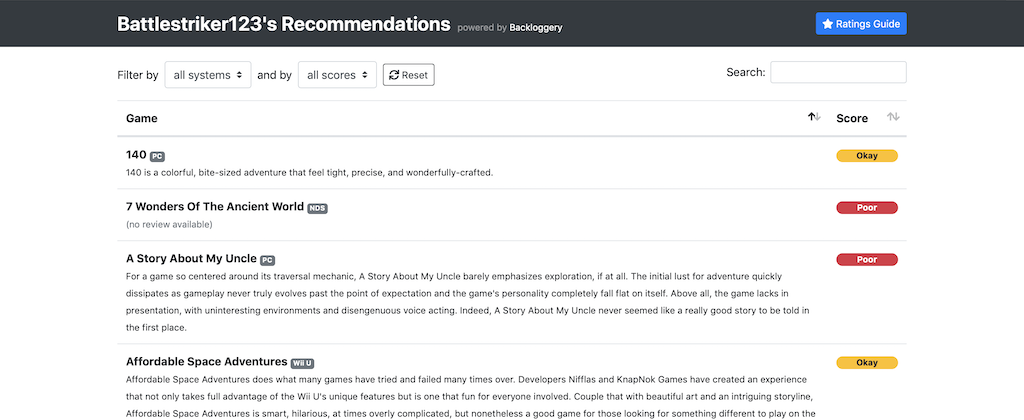 Battlestriker123's Recommendations powered by Backloggery
Ratings Guide
Filter by all systems and by all scores Reset
Search:
Game Score
140 PC Okay
140 is a colorful, bite-sized adventure that feel tight, precise, and wonderfully-crafted.
7 Wonders Of The Ancient World NDS Poor
(no review available)
A Story About My Uncle PC Poor
For a game so centered around its traversal mechanic, A Story About My Uncle barely emphasizes exploration, if at all. The initial lust for adventure quickly
dissipates as gameplay never truly evolves past the point of expectation and the game's personality completely fall flat on itself. Above all, the game lacks in
presentation, with uninteresting environments and disengenuous voice acting. Indeed, A Story About My Uncle never seemed like a really good story to be told in
the first place.
Affordable Space Adventures Wii U Okay
Affordable Space Adventures does what many games have tried and failed many times over. Developers Nifflas and KnapNok Games have created an experience
that not only takes full advantage of the Wii U's unique features but is one that fun for everyone involved. Couple that with beautiful art and an intriguing storyline,
Affordable Space Adventures is smart, hilarious, at times overly complicated, but nonetheless a good game for those looking for something different to play on the